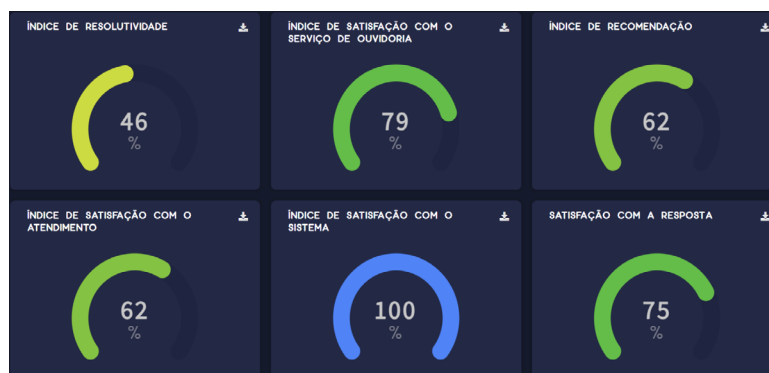 ÍNDICE DE RESOLUTIVIDADE
46
%
ÍNDICE DE SATISFAÇÃO COM O
SERVIÇO DE OUVIDORIA
79
%
ÍNDICE DE RECOMENDAÇÃO
62
%
ÍNDICE DE SATISFAÇÃO COM O
ATENDIMENTO
62
%
ÍNDICE DE SATISFAÇÃO COM O
SISTEMA
100
%
SATISFAÇÃO COM A RESPOSTA
75
%